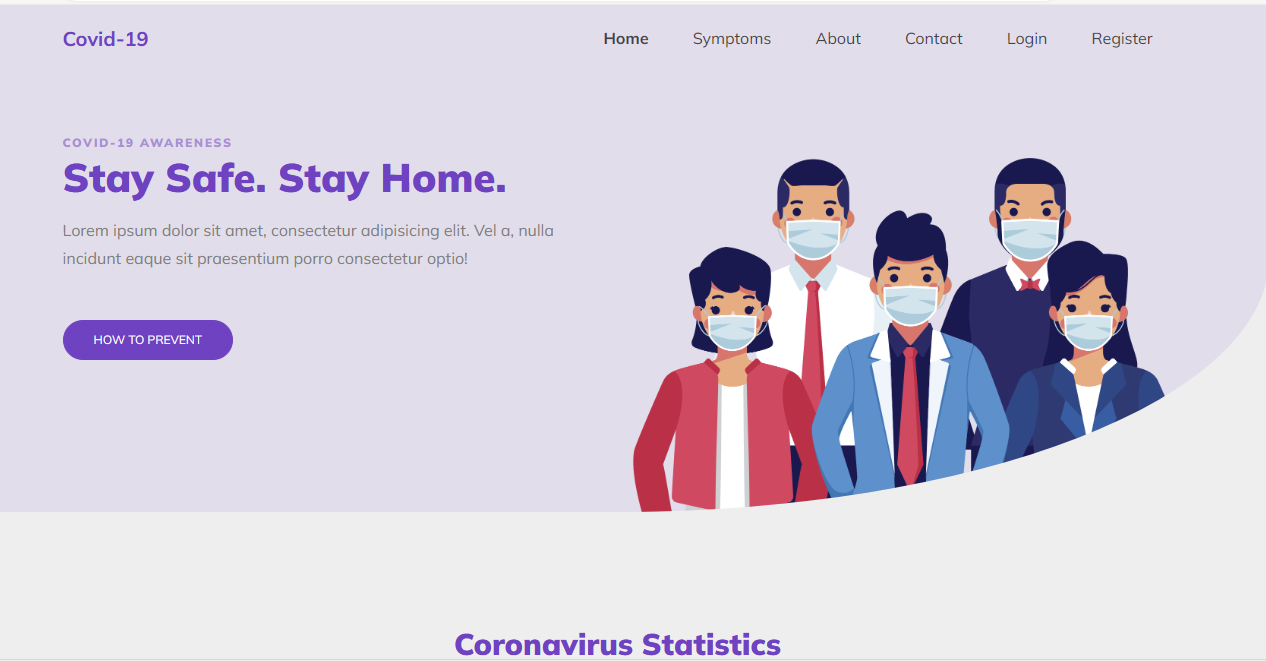 Covid-19
Home Symptoms About Contact Login Register
COVID-19 AWARENESS
Stay Safe. Stay Home.
Lorem ipsum dolor sit amet, consectetur adipisicing elit. Vel a, nulla
incidunt eaque sit praesentium porro consectetur optio!
HOW TO PREVENT
Coronavirus Statistics